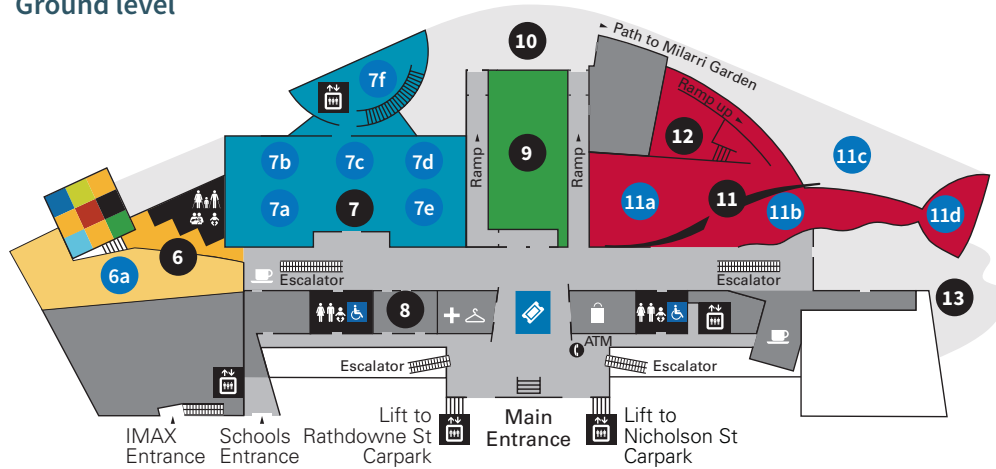 Ground level
10
Path to Milarri Garden
7f
Ramp up
12
7b
7c
7d
Ramp
9
Ramp
11c
7a
7
7e
11a
11
11b
11d
6
6a
Escalator
Escalator
13
8
ATM
Escalator
Escalator
IMAX
Entrance
Schools
Entrance
Lift to
Rathdowne St
Carpark
Main
Entrance
Lift to
Nicholson St
Carpark